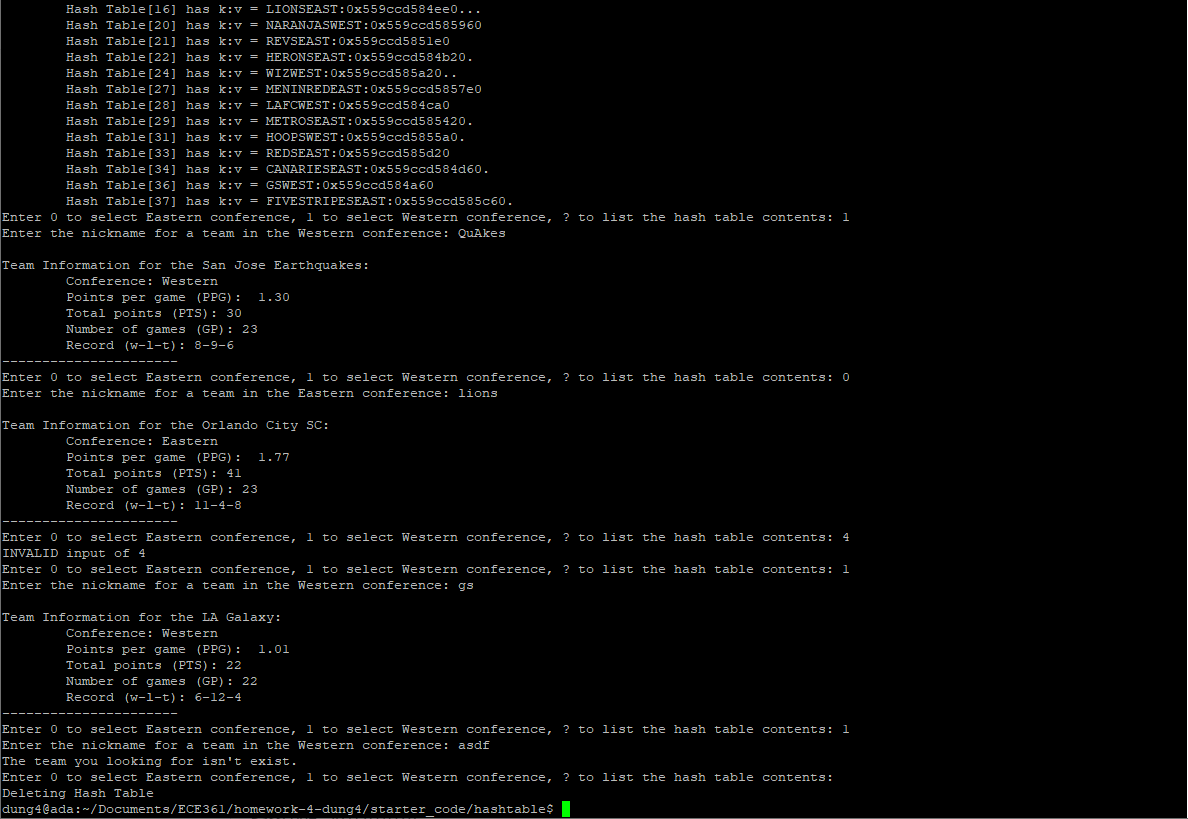 Hash Table[16] has k:v = LIONSEAST:0x559ccd584ee0...
Hash Table[20] has k:v = NARANJASWEST:0x559ccd585960
Hash Table[21] has k:v = REVSEAST:0x559ccd5851e0
Hash Table[22] has k:v = HERONSEAST:0x559ccd584b20.
Hash Table[24] has k:v = WIZWEST:0x559ccd585a20..
Hash Table[27] has k:v = MENINREDEAST:0x559ccd5857e0
Hash Table[28] has k:v = LAFCWEST:0x559ccd584ca0
Hash Table[29] has k:v = METROSEAST:0x559ccd585420.
Hash Table[31] has k:v = HOOPSWEST:0x559ccd5855a0.
Hash Table[33] has k:v = REDSEAST:0x559ccd585d20
Hash Table[34] has k:v = CANARIESEAST:0x559ccd584d60.
Hash Table[36] has k:v = GSWEST:0x559ccd584a60
Hash Table[37] has k:v = FIVESTRIPESEAST:0x559ccd585c60.
Enter 0 to select Eastern conference, 1 to select Western conference, ? to list the hash table contents: 1
Enter the nickname for a team in the Western conference: QuAkes
Team Information for the San Jose Earthquakes:
Conference: Western
Points per game (PPG):  1.30
Total points (PTS): 30
Number of games (GP): 23
Record (w-l-t): 8-9-6
----------------------
Enter 0 to select Eastern conference, 1 to select Western conference, ? to list the hash table contents: 0
Enter the nickname for a team in the Eastern conference: lions
Team Information for the Orlando City SC:
Conference: Eastern
Points per game (PPG):  1.77
Total points (PTS): 41
Number of games (GP): 23
Record (w-l-t): 11-4-8
----------------------
Enter 0 to select Eastern conference, 1 to select Western conference, ? to list the hash table contents: 4
INVALID input of 4
Enter 0 to select Eastern conference, 1 to select Western conference, ? to list the hash table contents: 1
Enter the nickname for a team in the Western conference: gs
Team Information for the LA Galaxy:
Conference: Western
Points per game (PPG):  1.01
Total points (PTS): 22
Number of games (GP): 22
Record (w-l-t): 6-12-4
----------------------
Enter 0 to select Eastern conference, 1 to select Western conference, ? to list the hash table contents: 1
Enter the nickname for a team in the Western conference: asdf
The team you looking for isn't exist.
Enter 0 to select Eastern conference, 1 to select Western conference, ? to list the hash table contents:
Deleting Hash Table
dung4@ada:~/Documents/ECE361/homework-4-dung4/starter_code/hashtable$